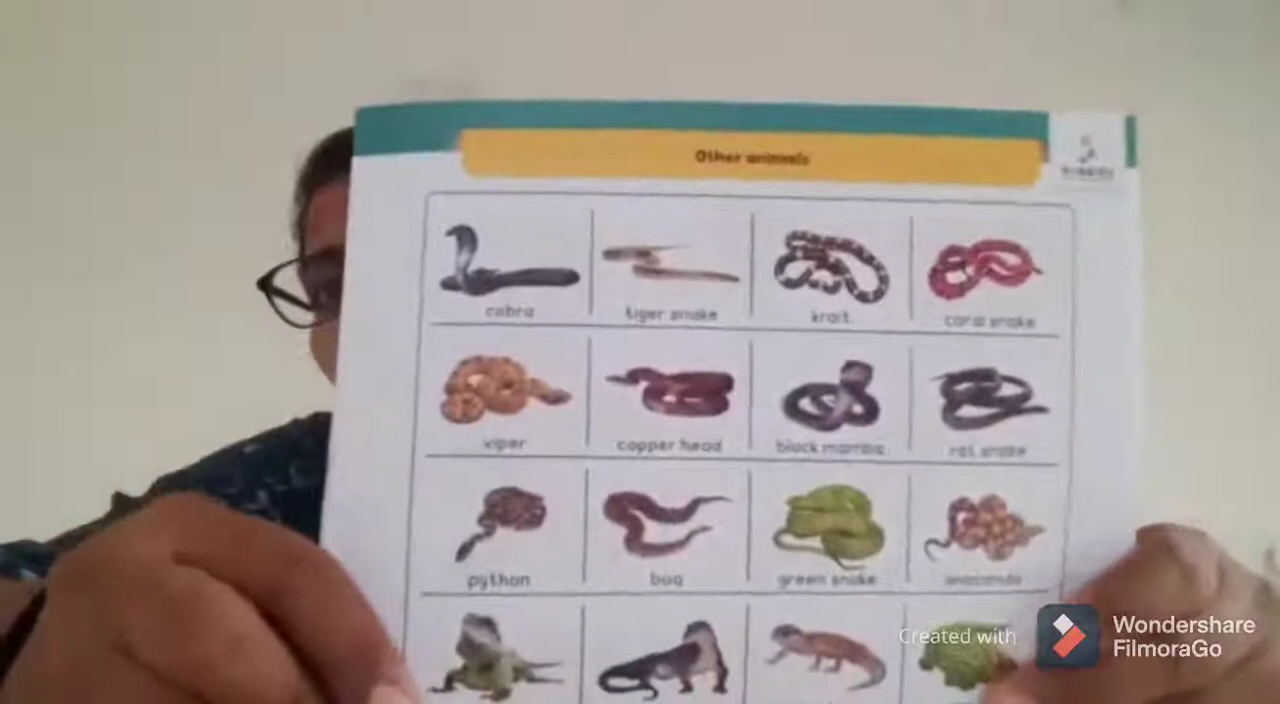 Other animals
cobra
tiger snake
krait
coral snake
viper
copper head
black mamba
rat snake
python
boa
green snake
anaconda
Created with
Wondershare
FilmoraGo